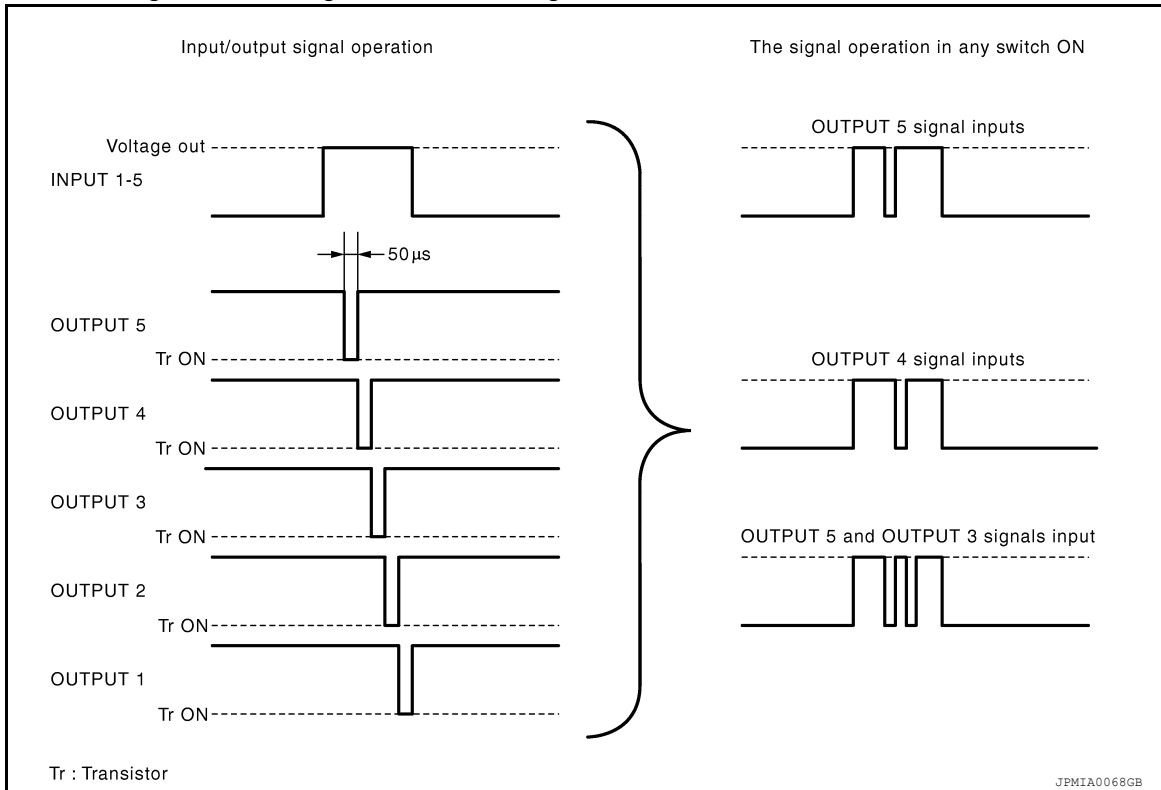 Input/output signal operation
The signal operation in any switch ON
Voltage out
INPUT 1-5
50μs
OUTPUT 5
Tr ON
OUTPUT 4
Tr ON
OUTPUT 3
Tr ON
OUTPUT 2
Tr ON
OUTPUT 1
Tr ON
OUTPUT 5 signal inputs
OUTPUT 4 signal inputs
OUTPUT 5 and OUTPUT 3 signals input
Tr : Transistor
JPMIA0068GB